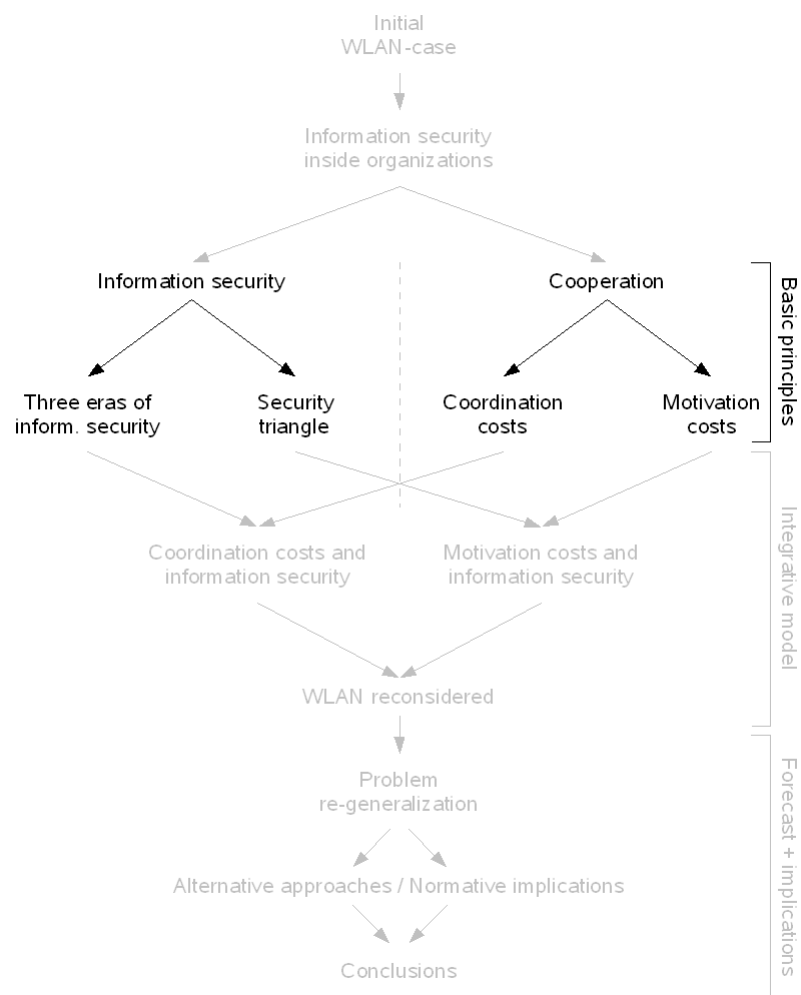 Initial
WLAN-case
Information security
inside organizations
Information security
Cooperation
Basic principles
Three eras of
inform. security
Security
triangle
Coordination
costs
Motivation
costs
Coordination costs and
information security
Motivation costs and
information security
Integrative model
WLAN reconsidered
Problem
re-generalization
Alternative approaches / Normative implications
Forecast + implications
Conclusions